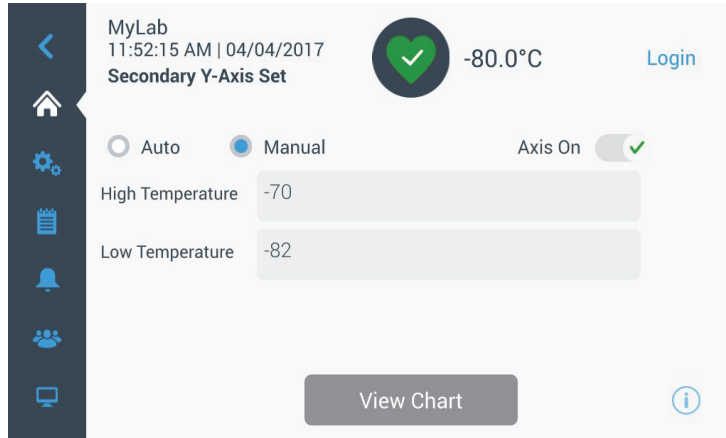 MyLab
11:52:15 AM | 04/04/2017
Secondary Y-Axis Set
-80.0°C
Login
Auto
Manual
Axis On
High Temperature
-70
Low Temperature
-82
View Chart
i